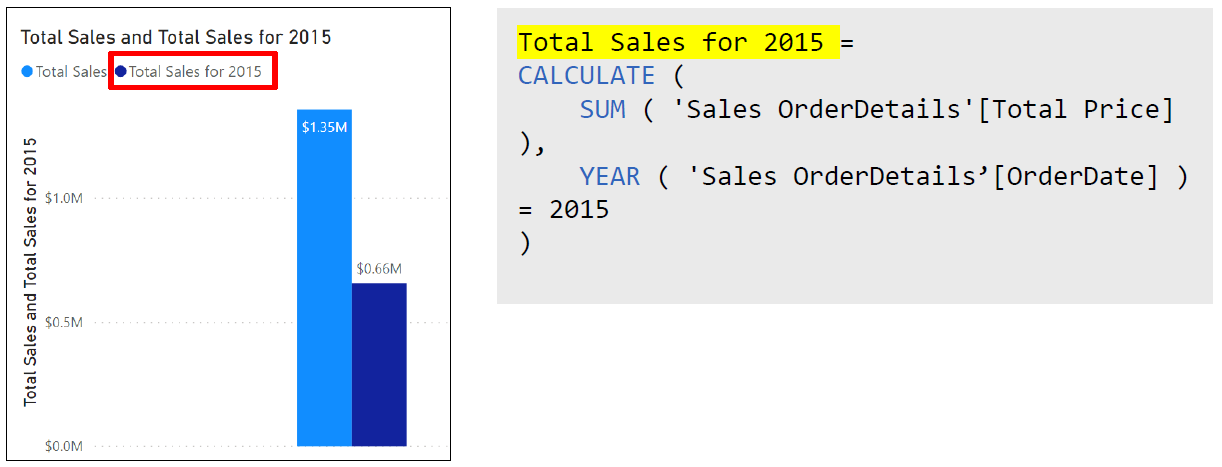 Total Sales and Total Sales for 2015
Total Sales Total Sales for 2015
Total Sales and Total Sales for 2015
$1.35M
$1.0M
$0.66M
$0.5M
$0.0M
Total Sales for 2015 =
CALCULATE (
SUM ( 'Sales OrderDetails'[Total Price]
),
YEAR ( 'Sales OrderDetails’[OrderDate] )
= 2015
)